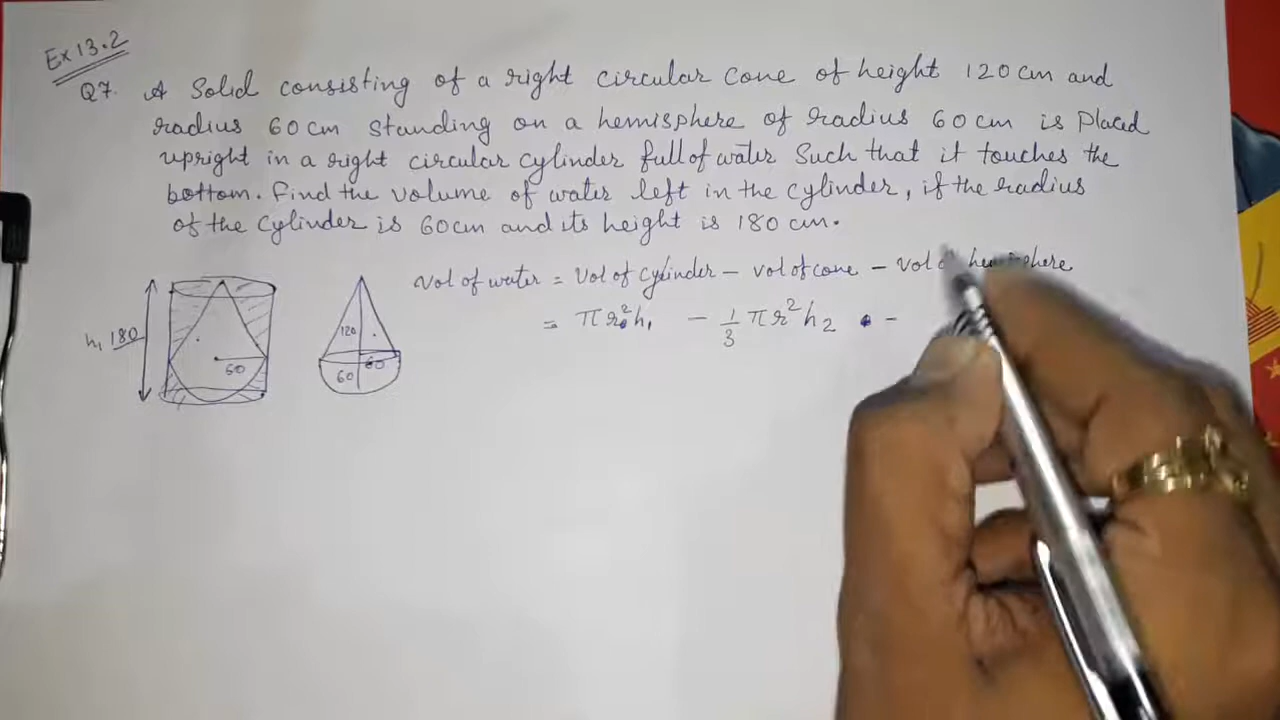 Ex 13.2
Q7. A Solid consisting of a right circular cone of height 120 cm and
radius 60 cm standing on a hemisphere of radius 60 cm is placed
upright in a right circular cylinder full of water such that it touches the
bottom. Find the volume of water left in the cylinder, if the radius
of the cylinder is 60 cm and its height is 180 cm.
Vol of water = Vol of cylinder - vol of cone - vol of hemisphere
= πr²h₁ - 1/3 πr²h₂ -
h₁ 180
60
120
60
60